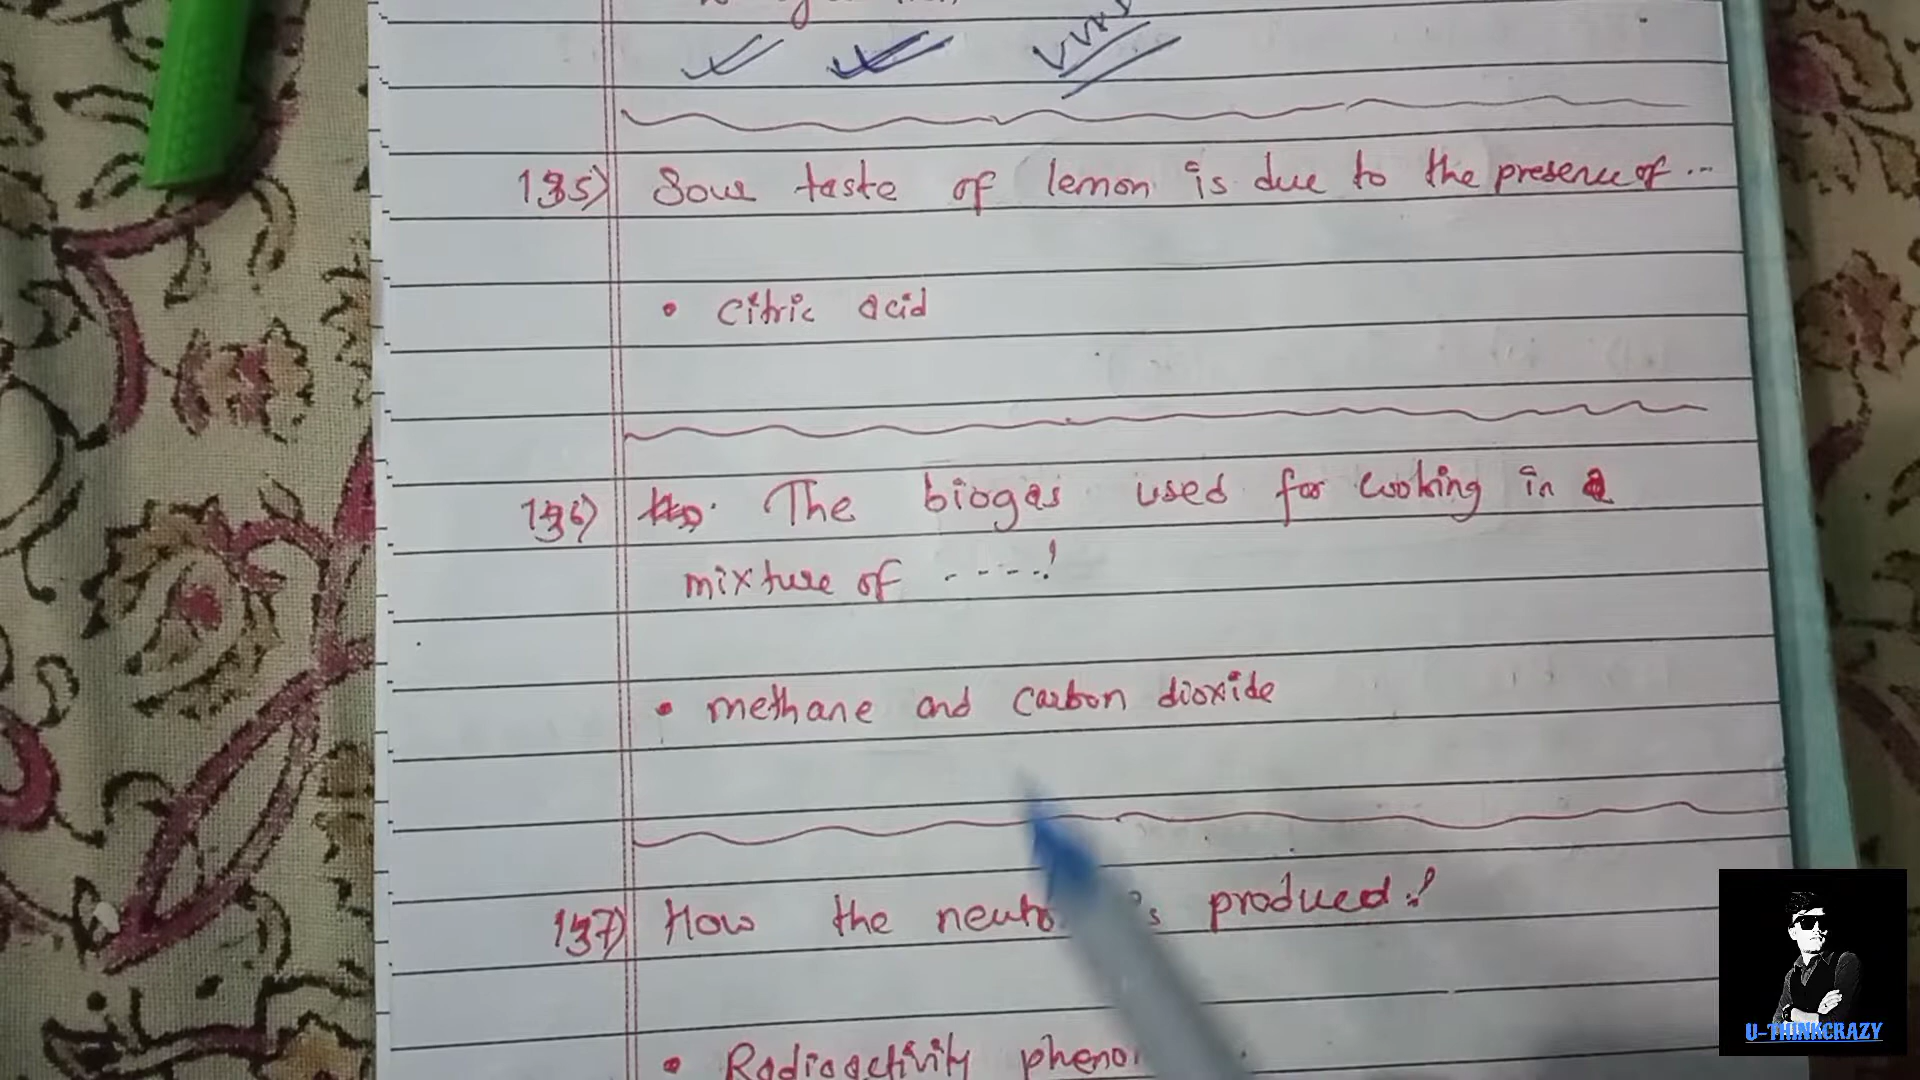 135) Sour taste of lemon is due to the presence of ...
• Citric acid
136) The biogas used for cooking in a
mixture of ----!
• methane and carbon dioxide
137) How the is produced?
• Radioactivity
U-THINKCRAZY